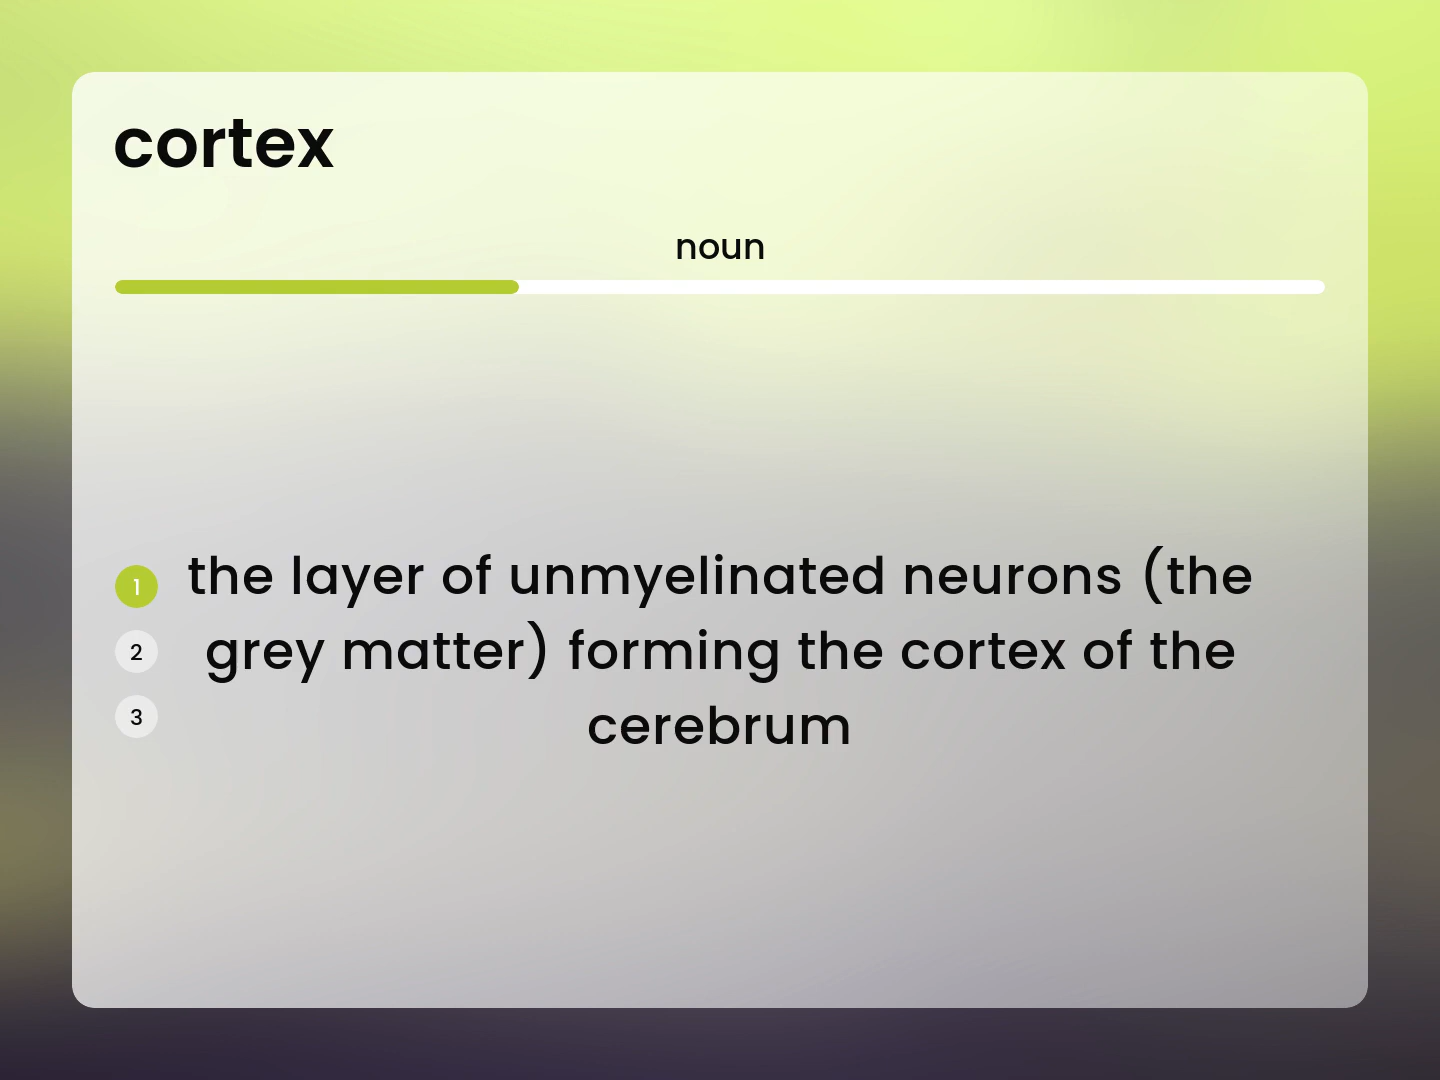 cortex
noun
1
2
3
the layer of unmyelinated neurons (the
grey matter) forming the cortex of the
cerebrum